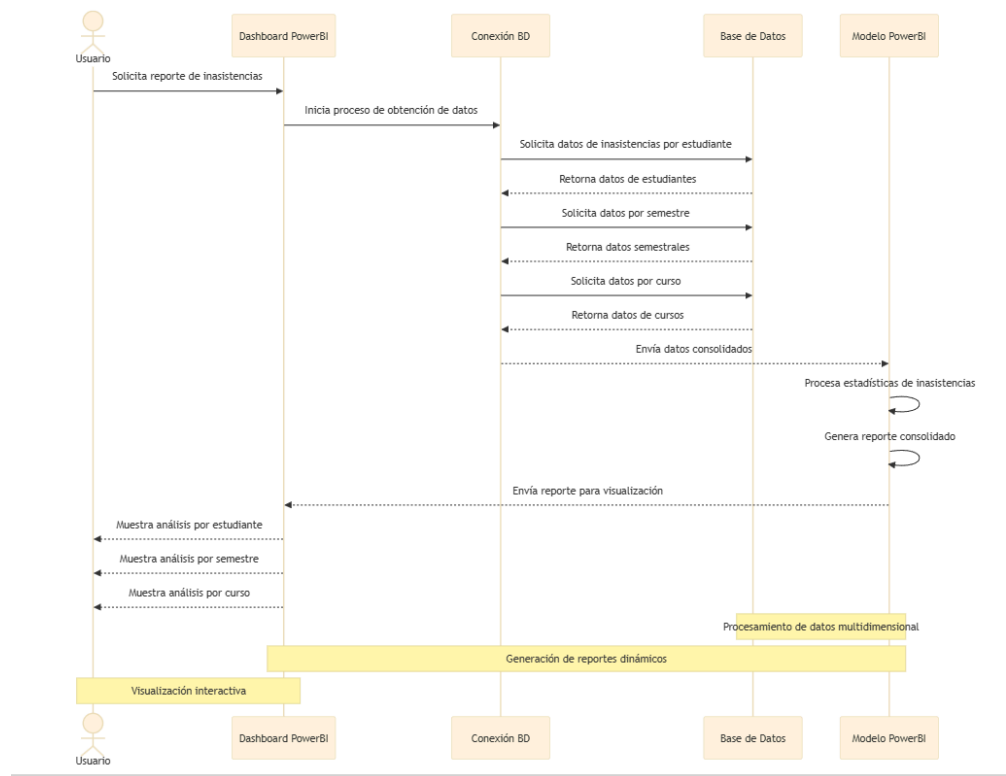 Dashboard PowerBI
Conexión BD
Base de Datos
Modelo PowerBI
Usuario
Solicita reporte de inasistencias
Inicia proceso de obtención de datos
Solicita datos de inasistencias por estudiante
Retorna datos de estudiantes
Solicita datos por semestre
Retorna datos semestrales
Solicita datos por curso
Retorna datos de cursos
Envía datos consolidados
Procesa estadísticas de inasistencias
Genera reporte consolidado
Envía reporte para visualización
Muestra análisis por estudiante
Muestra análisis por semestre
Muestra análisis por curso
Procesamiento de datos multidimensional
Generación de reportes dinámicos
Visualización interactiva
Dashboard PowerBI
Conexión BD
Base de Datos
Modelo PowerBI
Usuario